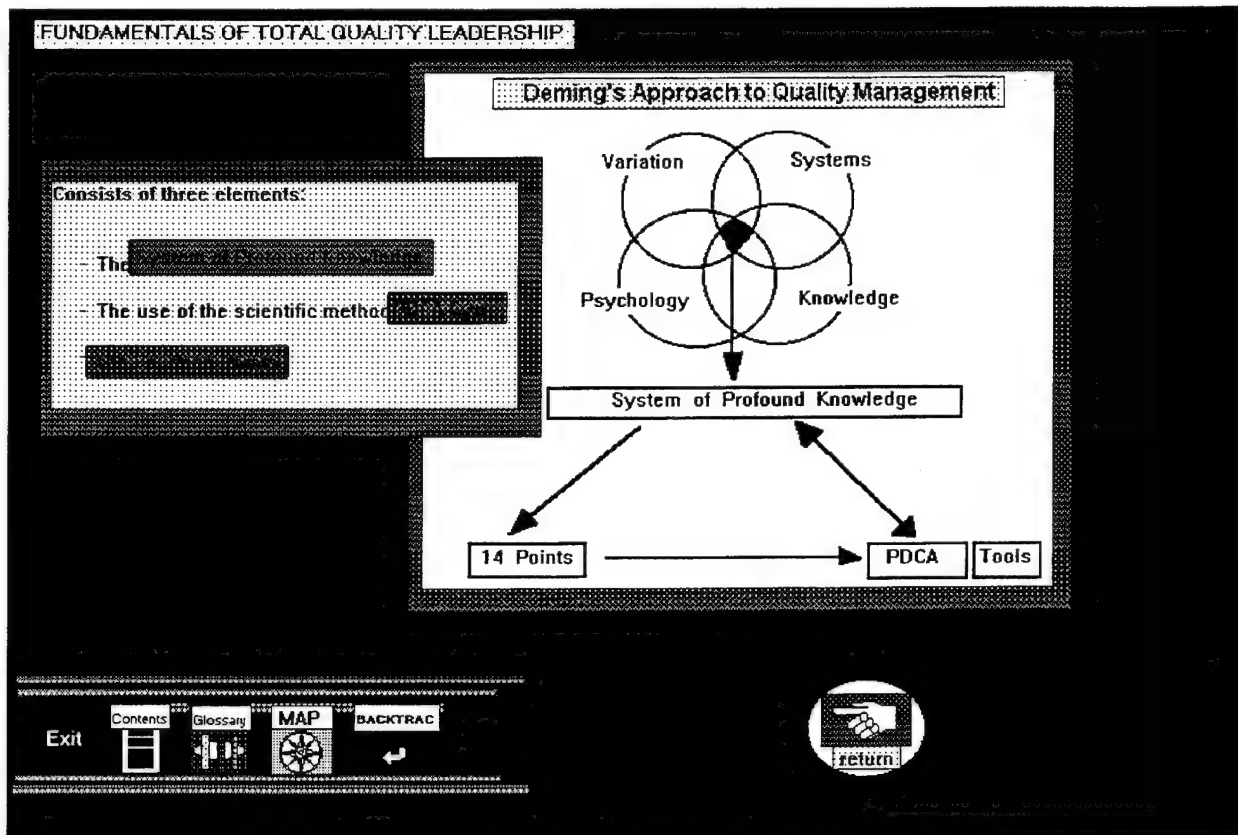 FUNDAMENTALS OF TOTAL QUALITY LEADERSHIP
Deming's Approach to Quality Management
Variation
Systems
Psychology
Knowledge
System of Profound Knowledge
14 Points
PDCA
Tools
Consists of three elements:
- The
- The use of the scientific method
Exit
Contents
Glossary
MAP
BACKTRAC
return